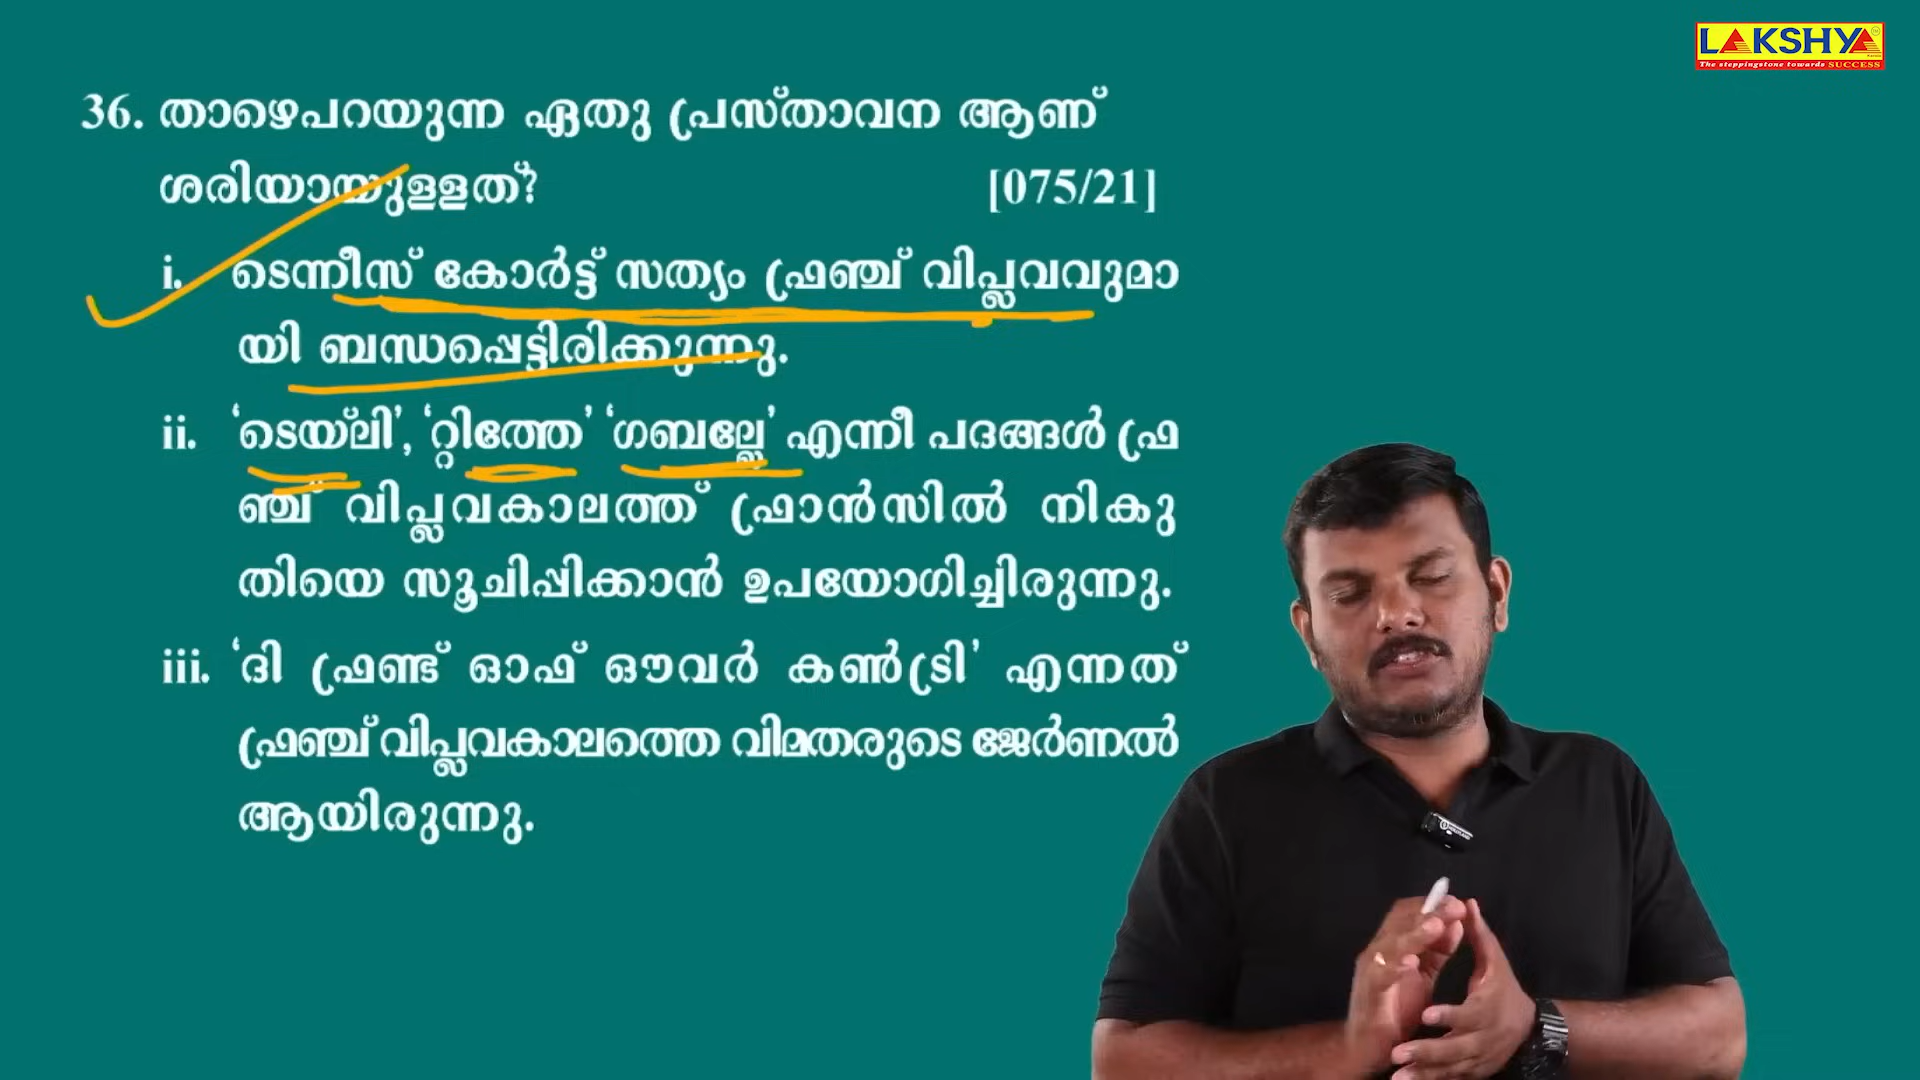 LAKSHYA
The steppingstone towards SUCCESS
36. താഴെപറയുന്ന ഏതു പ്രസ്താവന ആണ്
ശരിയായുള്ളത്? [075/21]
i. ടെന്നീസ് കോർട്ട് സത്യം ഫ്രഞ്ച് വിപ്ലവവുമാ
യി ബന്ധപ്പെട്ടിരിക്കുന്നു.
ii. 'ടെയ്‌ലി', 'റ്റിത്തേ' 'ഗബല്ലേ' എന്നീ പദങ്ങൾ ഫ്ര
ഞ്ച് വിപ്ലവകാലത്ത് ഫ്രാൻസിൽ നികു
തിയെ സൂചിപ്പിക്കാൻ ഉപയോഗിച്ചിരുന്നു.
iii. 'ദി ഫ്രണ്ട് ഓഫ് ഔവർ കൺട്രി' എന്നത്
ഫ്രഞ്ച് വിപ്ലവകാലത്തെ വിമതരുടെ ജേർണൽ
ആയിരുന്നു.